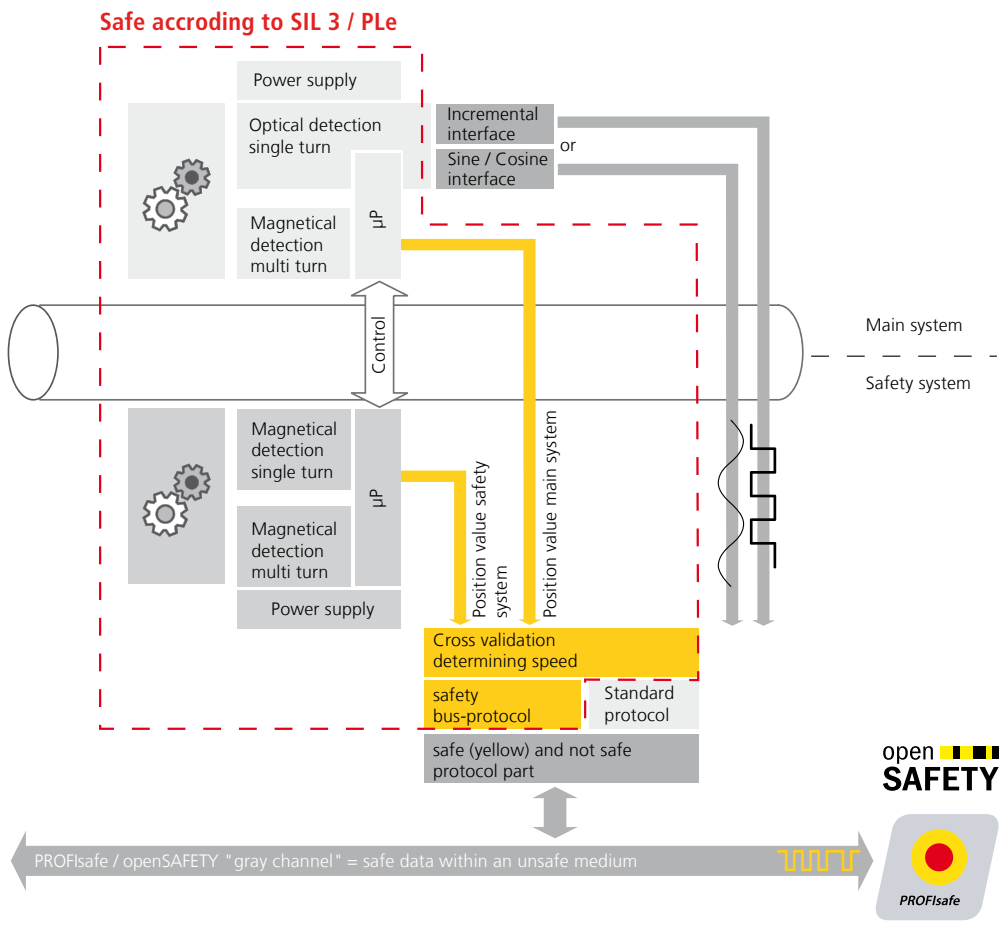 Safe accroding to SIL 3 / PLe
Power supply
Optical detection
single turn
Incremental
interface
or
Sine / Cosine
interface
µP
Magnetical
detection
multi turn
Control
Main system
Safety system
Magnetical
detection
single turn
µP
Magnetical
detection
multi turn
Power supply
Position value safety
system
Position value main system
Cross validation
determining speed
safety
bus-protocol
Standard
protocol
safe (yellow) and not safe
protocol part
open
SAFETY
PROFIsafe / openSAFETY "gray channel" = safe data within an unsafe medium
PROFIsafe